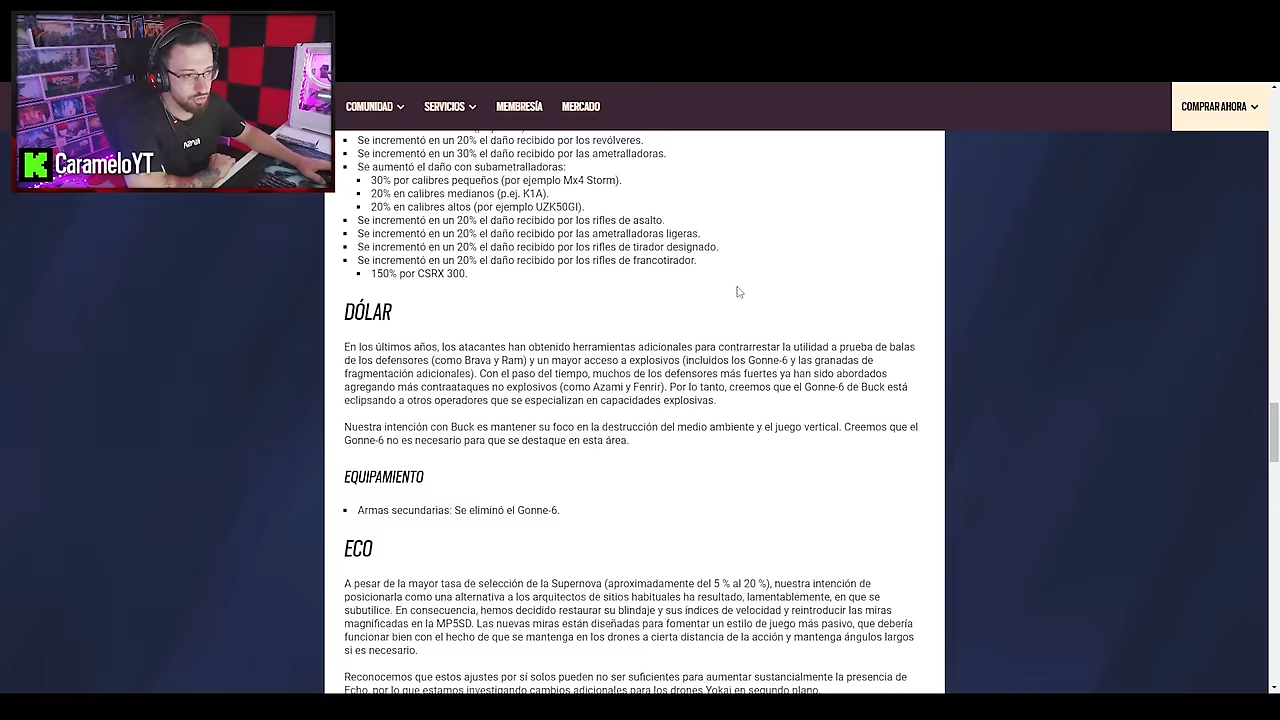 COMUNIDAD
SERVICIOS
MEMBRESÍA
MERCADO
COMPRAR AHORA
CarameloYT
Se incrementó en un 20% el daño recibido por los revólveres.
Se incrementó en un 30% el daño recibido por las ametralladoras.
Se aumentó el daño con subametralladoras:
30% por calibres pequeños (por ejemplo Mx4 Storm).
20% en calibres medianos (p.ej. K1A).
20% en calibres altos (por ejemplo UZK50GI).
Se incrementó en un 20% el daño recibido por los rifles de asalto.
Se incrementó en un 20% el daño recibido por las ametralladoras ligeras.
Se incrementó en un 20% el daño recibido por los rifles de tirador designado.
Se incrementó en un 20% el daño recibido por los rifles de francotirador.
150% por CSRX 300.
DÓLAR
En los últimos años, los atacantes han obtenido herramientas adicionales para contrarrestar la utilidad a prueba de balas
de los defensores (como Brava y Ram) y un mayor acceso a explosivos (incluidos los Gonne-6 y las granadas de
fragmentación adicionales). Con el paso del tiempo, muchos de los defensores más fuertes ya han sido abordados
agregando más contraataques no explosivos (como Azami y Fenrir). Por lo tanto, creemos que el Gonne-6 de Buck está
eclipsando a otros operadores que se especializan en capacidades explosivas.
Nuestra intención con Buck es mantener su foco en la destrucción del medio ambiente y el juego vertical. Creemos que el
Gonne-6 no es necesario para que se destaque en esta área.
EQUIPAMIENTO
Armas secundarias: Se eliminó el Gonne-6.
ECO
A pesar de la mayor tasa de selección de la Supernova (aproximadamente del 5 % al 20 %), nuestra intención de
posicionarla como una alternativa a los arquitectos de sitios habituales ha resultado, lamentablemente, en que se
subutilice. En consecuencia, hemos decidido restaurar su blindaje y sus índices de velocidad y reintroducir las miras
magnificadas en la MP5SD. Las nuevas miras están diseñadas para fomentar un estilo de juego más pasivo, que debería
funcionar bien con el hecho de que se mantenga en los drones a cierta distancia de la acción y mantenga ángulos largos
si es necesario.
Reconocemos que estos ajustes por sí solos pueden no ser suficientes para aumentar sustancialmente la presencia de
Echo, por lo que estamos investigando cambios adicionales para los drones Yokai en segundo plano.